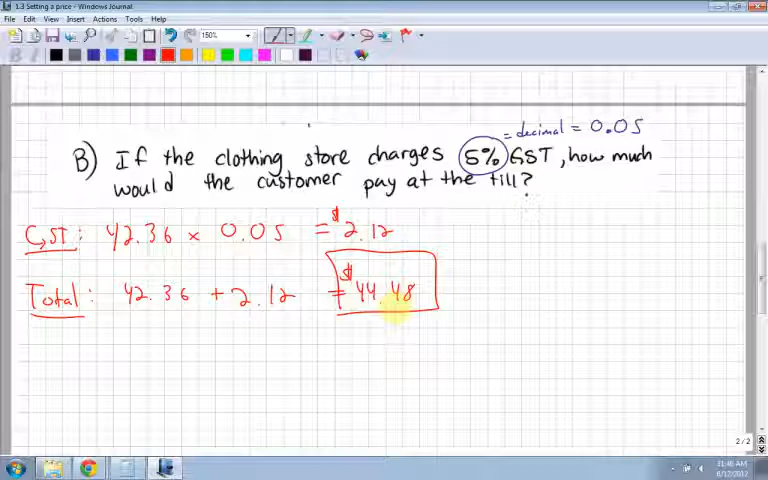 1.3 Setting a price - Windows Journal
File Edit View Insert Actions Tools Help
150%
= decimal = 0.05
B) If the clothing store charges 5% GST, how much
would the customer pay at the till?
GST: 42.36 x 0.05 = $2.12
Total: 42.36 + 2.12 = $44.48
2 / 2
11:46 AM
6/12/2012